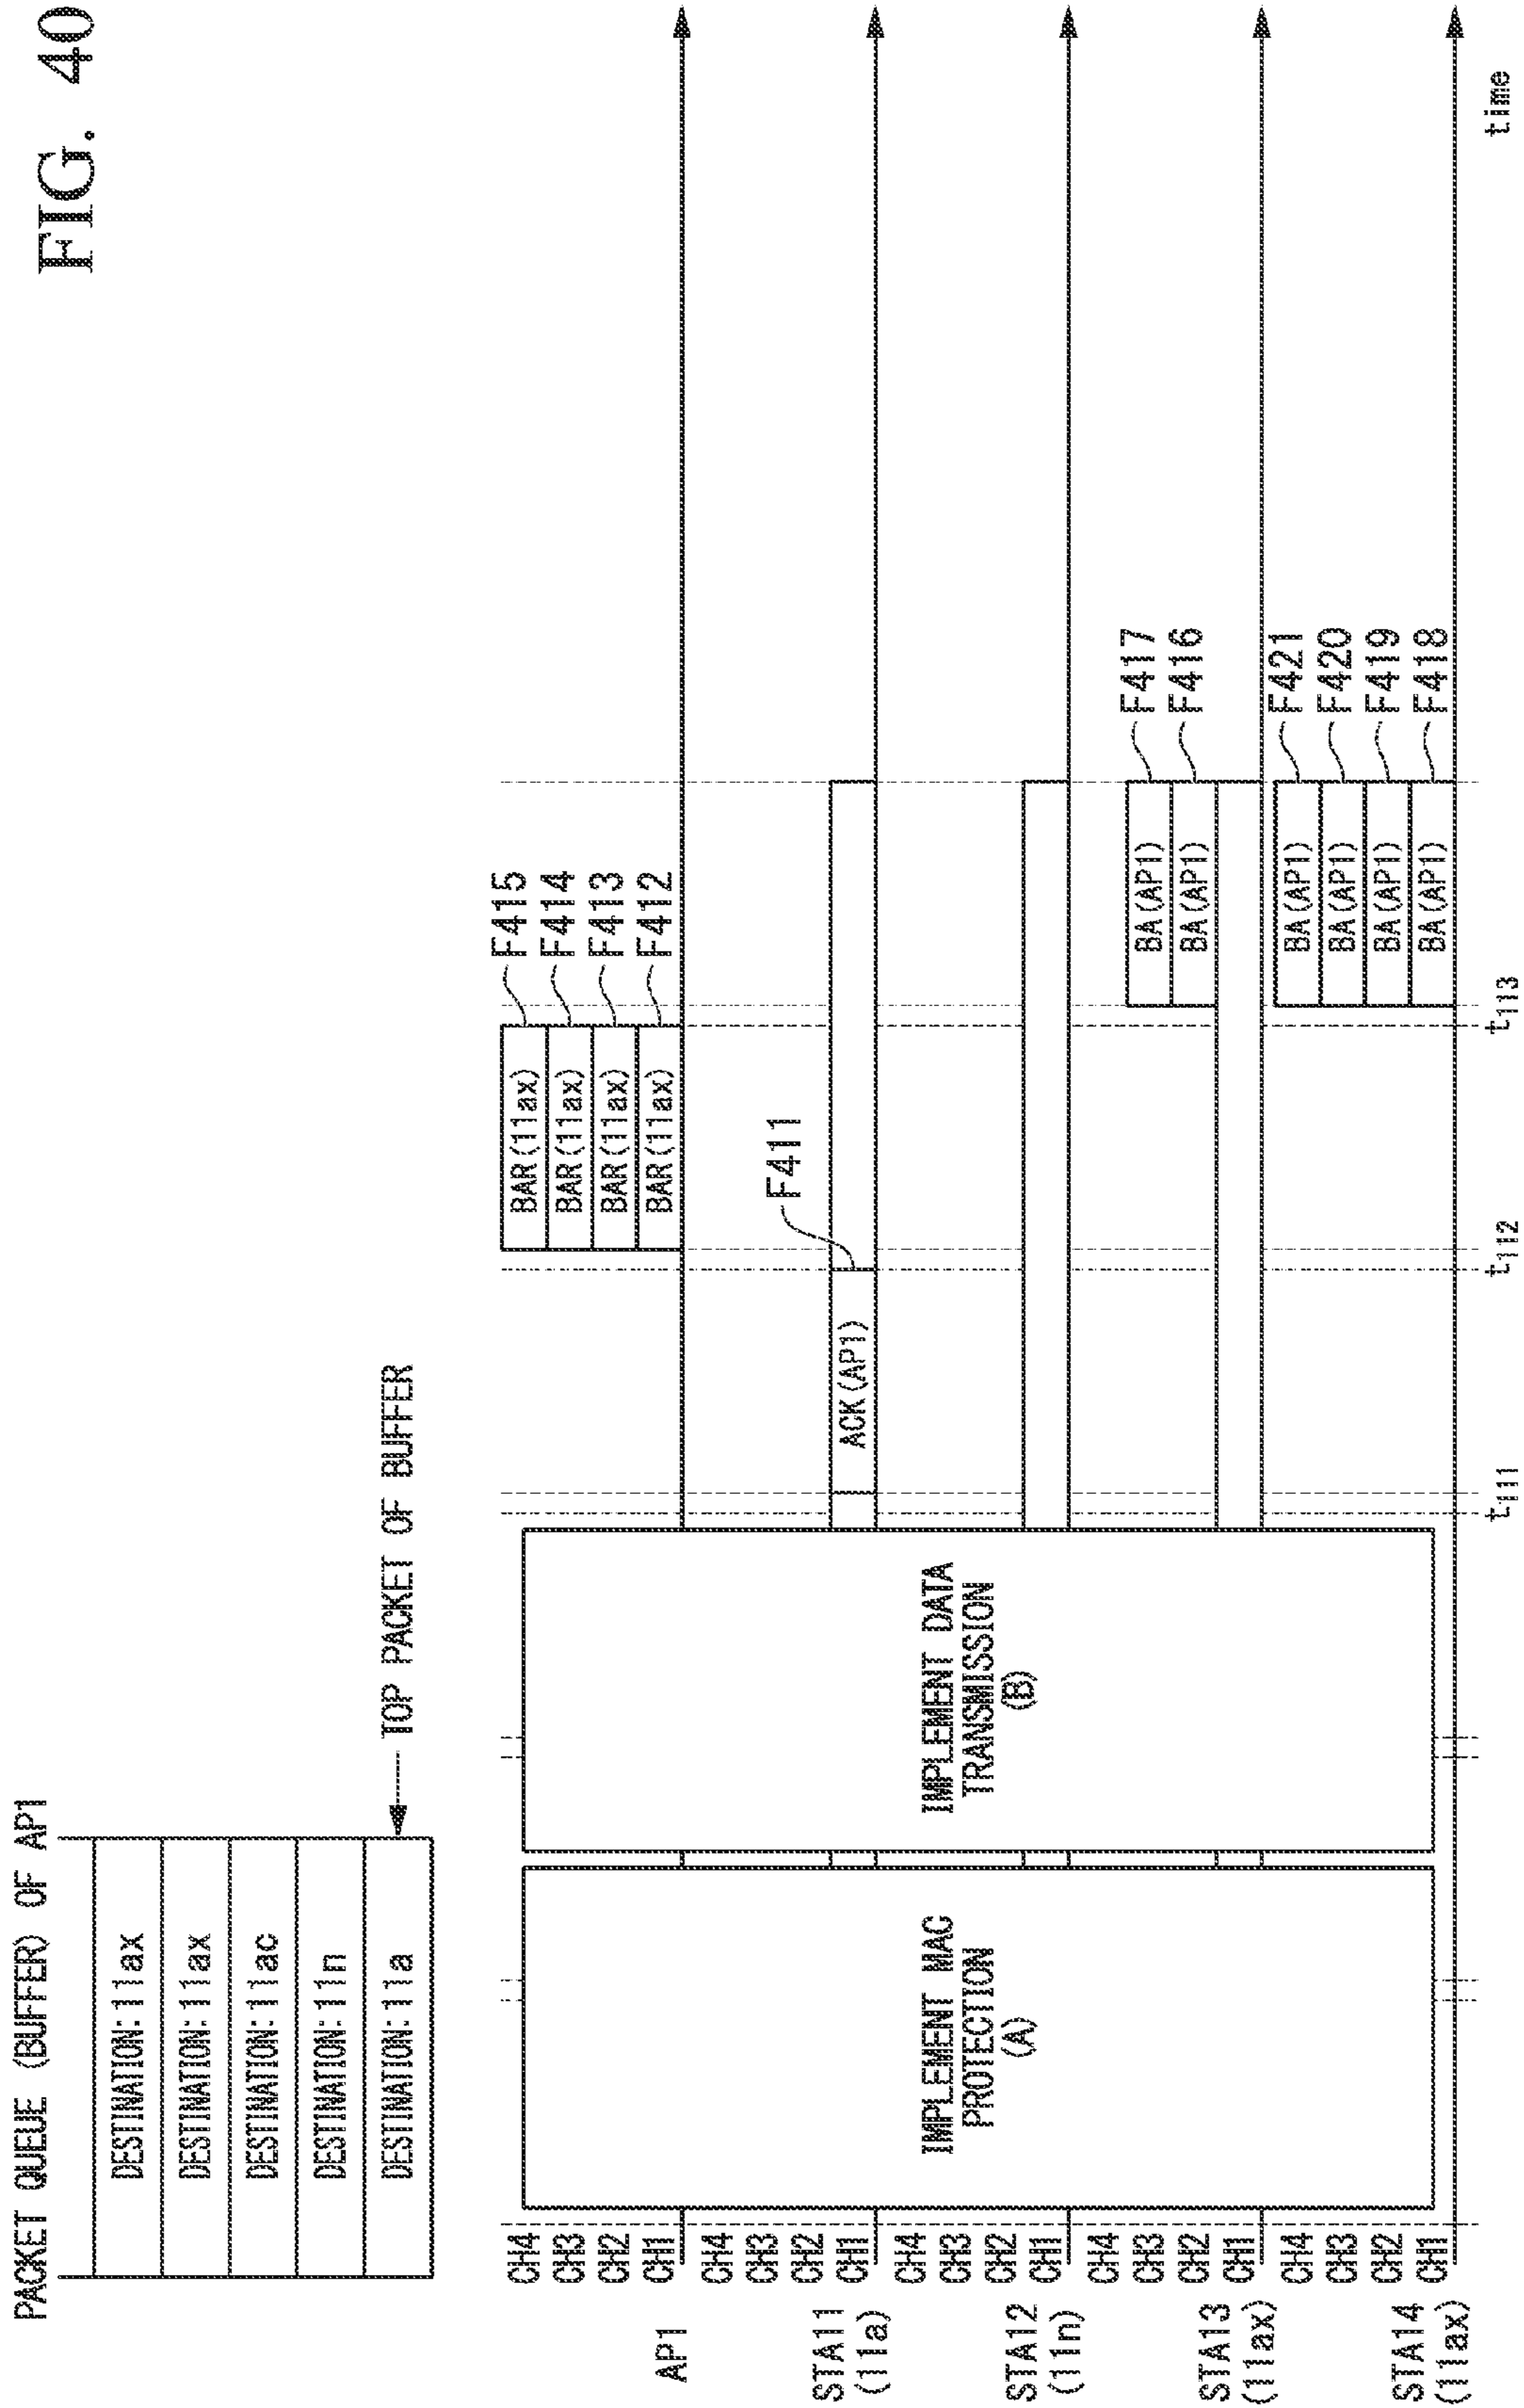 FIG. 40
PACKET QUEUE (BUFFER) OF AP1
DESTINATION:11ax
DESTINATION:11ax
DESTINATION:11ac
DESTINATION:11n
DESTINATION:11a
TOP PACKET OF BUFFER
AP1
CH4
CH3
CH2
CH1
STA11
(11a)
CH4
CH3
CH2
CH1
STA12
(11n)
CH4
CH3
CH2
CH1
STA13
(11ax)
CH4
CH3
CH2
CH1
STA14
(11ax)
CH4
CH3
CH2
CH1
IMPLEMENT MAC
PROTECTION
(A)
IMPLEMENT DATA
TRANSMISSION
(B)
ACK(AP1)
F411
BAR(11ax)
BAR(11ax)
BAR(11ax)
BAR(11ax)
F415
F414
F413
F412
BA(AP1)
BA(AP1)
F417
F416
BA(AP1)
BA(AP1)
BA(AP1)
BA(AP1)
F421
F420
F419
F418
t111
t112
t113
time